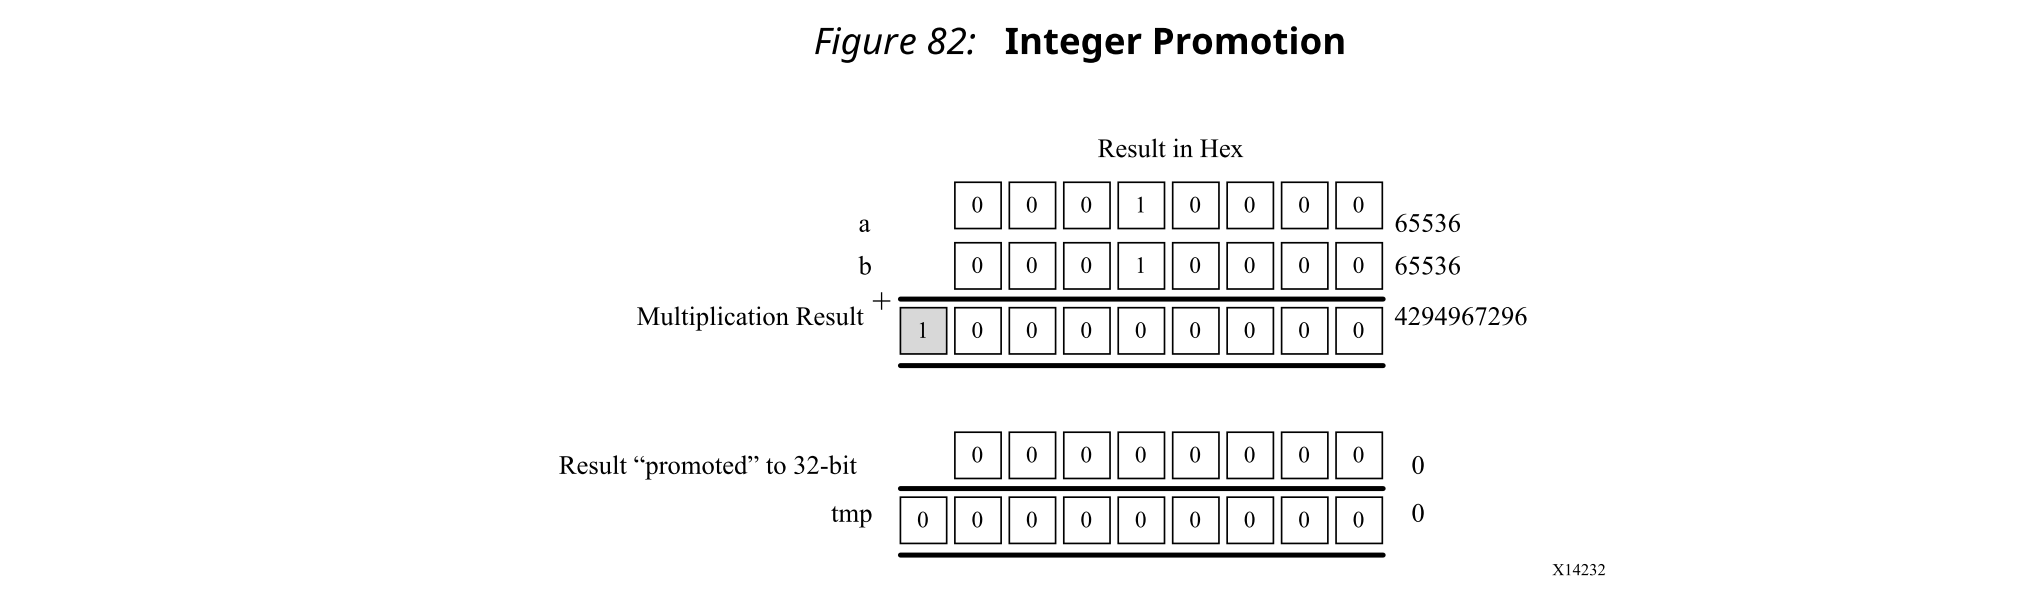 Figure 82: Integer Promotion
Result in Hex
a 0 0 0 1 0 0 0 0 65536
b 0 0 0 1 0 0 0 0 65536
+
Multiplication Result 1 0 0 0 0 0 0 0 0 4294967296
Result “promoted” to 32-bit 0 0 0 0 0 0 0 0 0
tmp 0 0 0 0 0 0 0 0 0 0
X14232